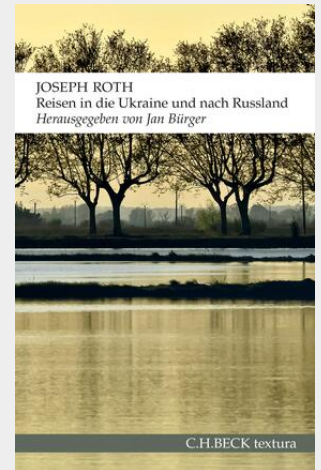 JOSEPH ROTH
Reisen in die Ukraine und nach Russland
Herausgegeben von Jan Bürger
C.H.BECK textura